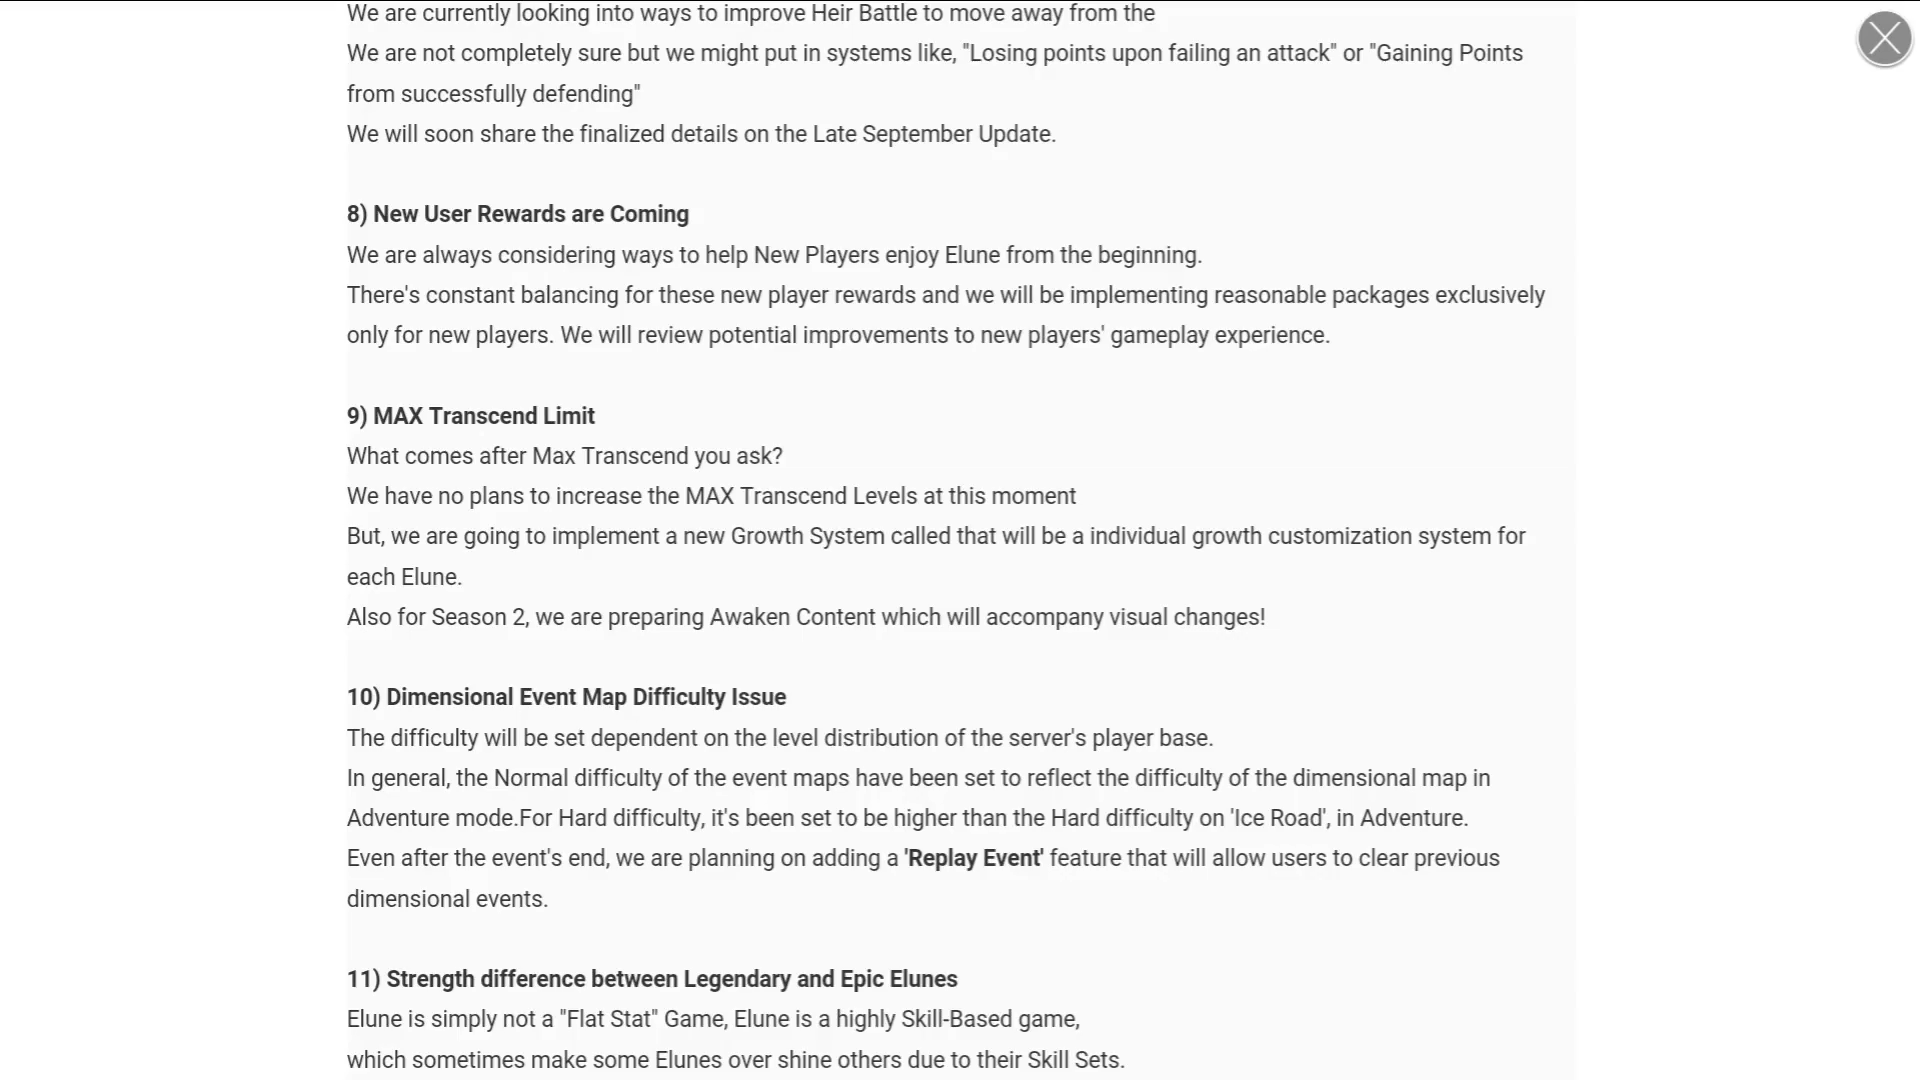 We are currently looking into ways to improve Heir Battle to move away from the
We are not completely sure but we might put in systems like, "Losing points upon failing an attack" or "Gaining Points
from successfully defending"
We will soon share the finalized details on the Late September Update.
8) New User Rewards are Coming
We are always considering ways to help New Players enjoy Elune from the beginning.
There's constant balancing for these new player rewards and we will be implementing reasonable packages exclusively
only for new players. We will review potential improvements to new players' gameplay experience.
9) MAX Transcend Limit
What comes after Max Transcend you ask?
We have no plans to increase the MAX Transcend Levels at this moment
But, we are going to implement a new Growth System called that will be a individual growth customization system for
each Elune.
Also for Season 2, we are preparing Awaken Content which will accompany visual changes!
10) Dimensional Event Map Difficulty Issue
The difficulty will be set dependent on the level distribution of the server's player base.
In general, the Normal difficulty of the event maps have been set to reflect the difficulty of the dimensional map in
Adventure mode.For Hard difficulty, it's been set to be higher than the Hard difficulty on 'Ice Road', in Adventure.
Even after the event's end, we are planning on adding a 'Replay Event' feature that will allow users to clear previous
dimensional events.
11) Strength difference between Legendary and Epic Elunes
Elune is simply not a "Flat Stat" Game, Elune is a highly Skill-Based game,
which sometimes make some Elunes over shine others due to their Skill Sets.